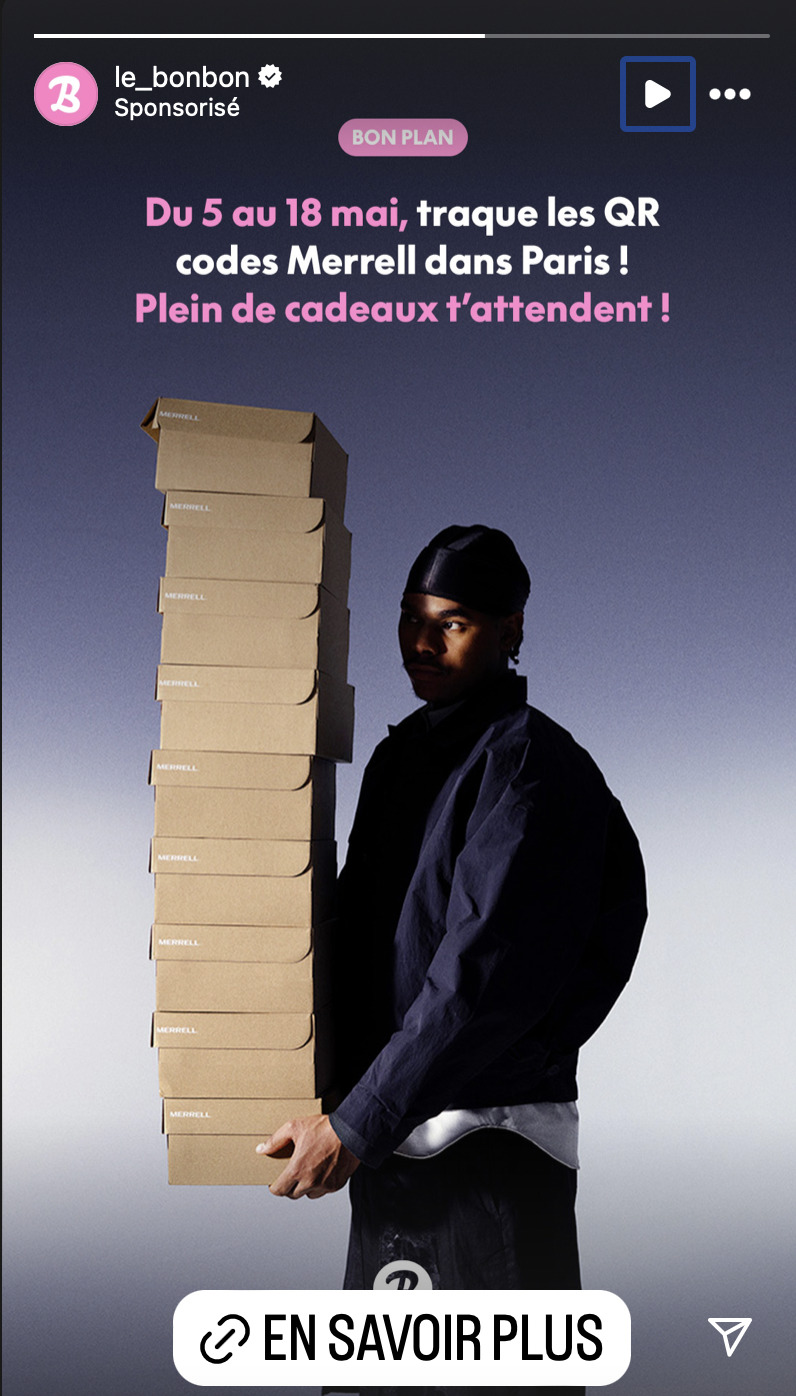 le_bonbon
Sponsorisé
BON PLAN
Du 5 au 18 mai, traque les QR
codes Merrell dans Paris !
Plein de cadeaux t’attendent !
MERRELL
MERRELL
MERRELL
MERRELL
MERRELL
MERRELL
MERRELL
MERRELL
MERRELL
EN SAVOIR PLUS